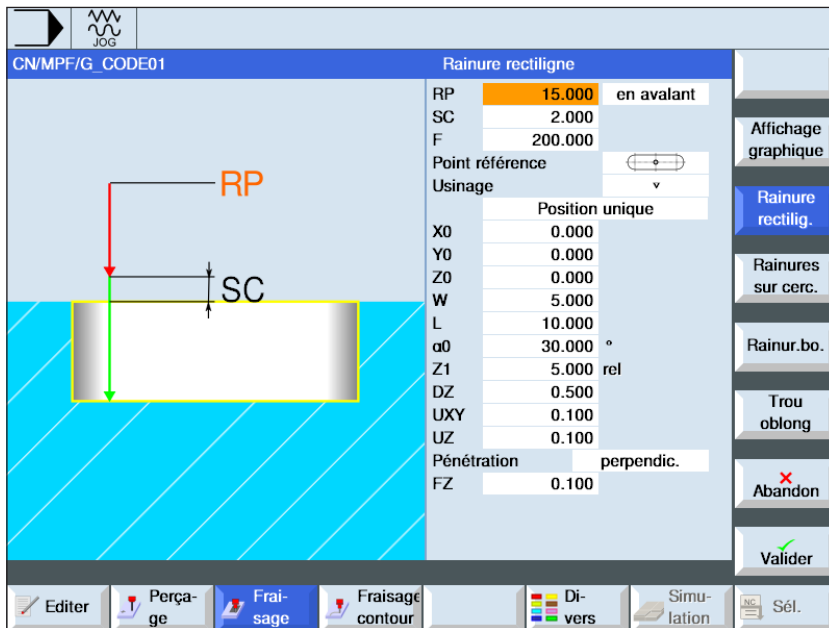 JOG
CN/MPF/G_CODE01
Rainure rectiligne
RP
SC
RP 15.000 en avalant
SC 2.000
F 200.000
Point référence
Usinage
Position unique
X0 0.000
Y0 0.000
Z0 0.000
W 5.000
L 10.000
α0 30.000 °
Z1 5.000 rel
DZ 0.500
UXY 0.100
UZ 0.100
Pénétration perpendic.
FZ 0.100
Affichage
graphique
Rainure
rectilig.
Rainures
sur cerc.
Rainur.bo.
Trou
oblong
Abandon
Valider
Editer
Perça-
ge
Frai-
sage
Fraisage
contour
Di-
vers
Simu-
lation
NC
Sél.